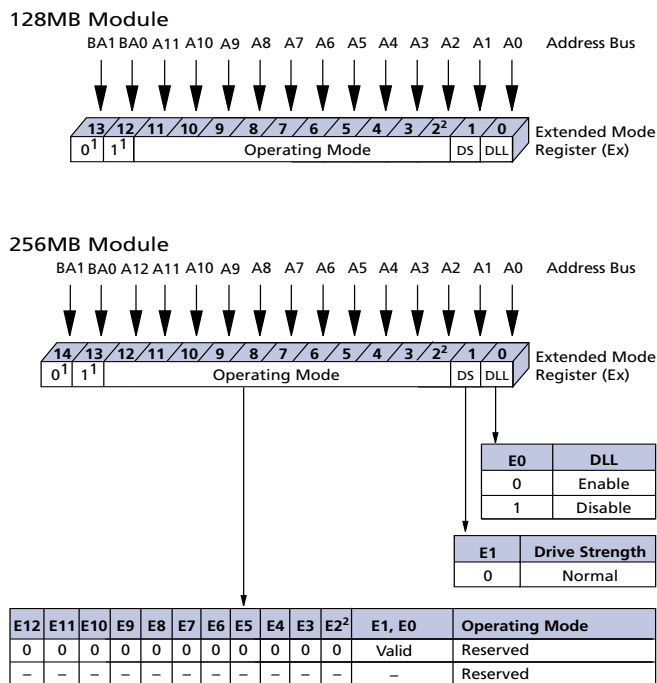 128MB Module
BA1 BA0 A11 A10 A9 A8 A7 A6 A5 A4 A3 A2 A1 A0 Address Bus
13 12 11 10 9 8 7 6 5 4 3 2² 1 0 Extended Mode
0¹ 1¹ Operating Mode DS DLL Register (Ex)
256MB Module
BA1 BA0 A12 A11 A10 A9 A8 A7 A6 A5 A4 A3 A2 A1 A0 Address Bus
14 13 12 11 10 9 8 7 6 5 4 3 2² 1 0 Extended Mode
0¹ 1¹ Operating Mode DS DLL Register (Ex)
E0 DLL
0 Enable
1 Disable
E1 Drive Strength
0 Normal
E12 E11 E10 E9 E8 E7 E6 E5 E4 E3 E2² E1, E0 Operating Mode
0 0 0 0 0 0 0 0 0 0 0 Valid Reserved
– – – – – – – – – – – – Reserved